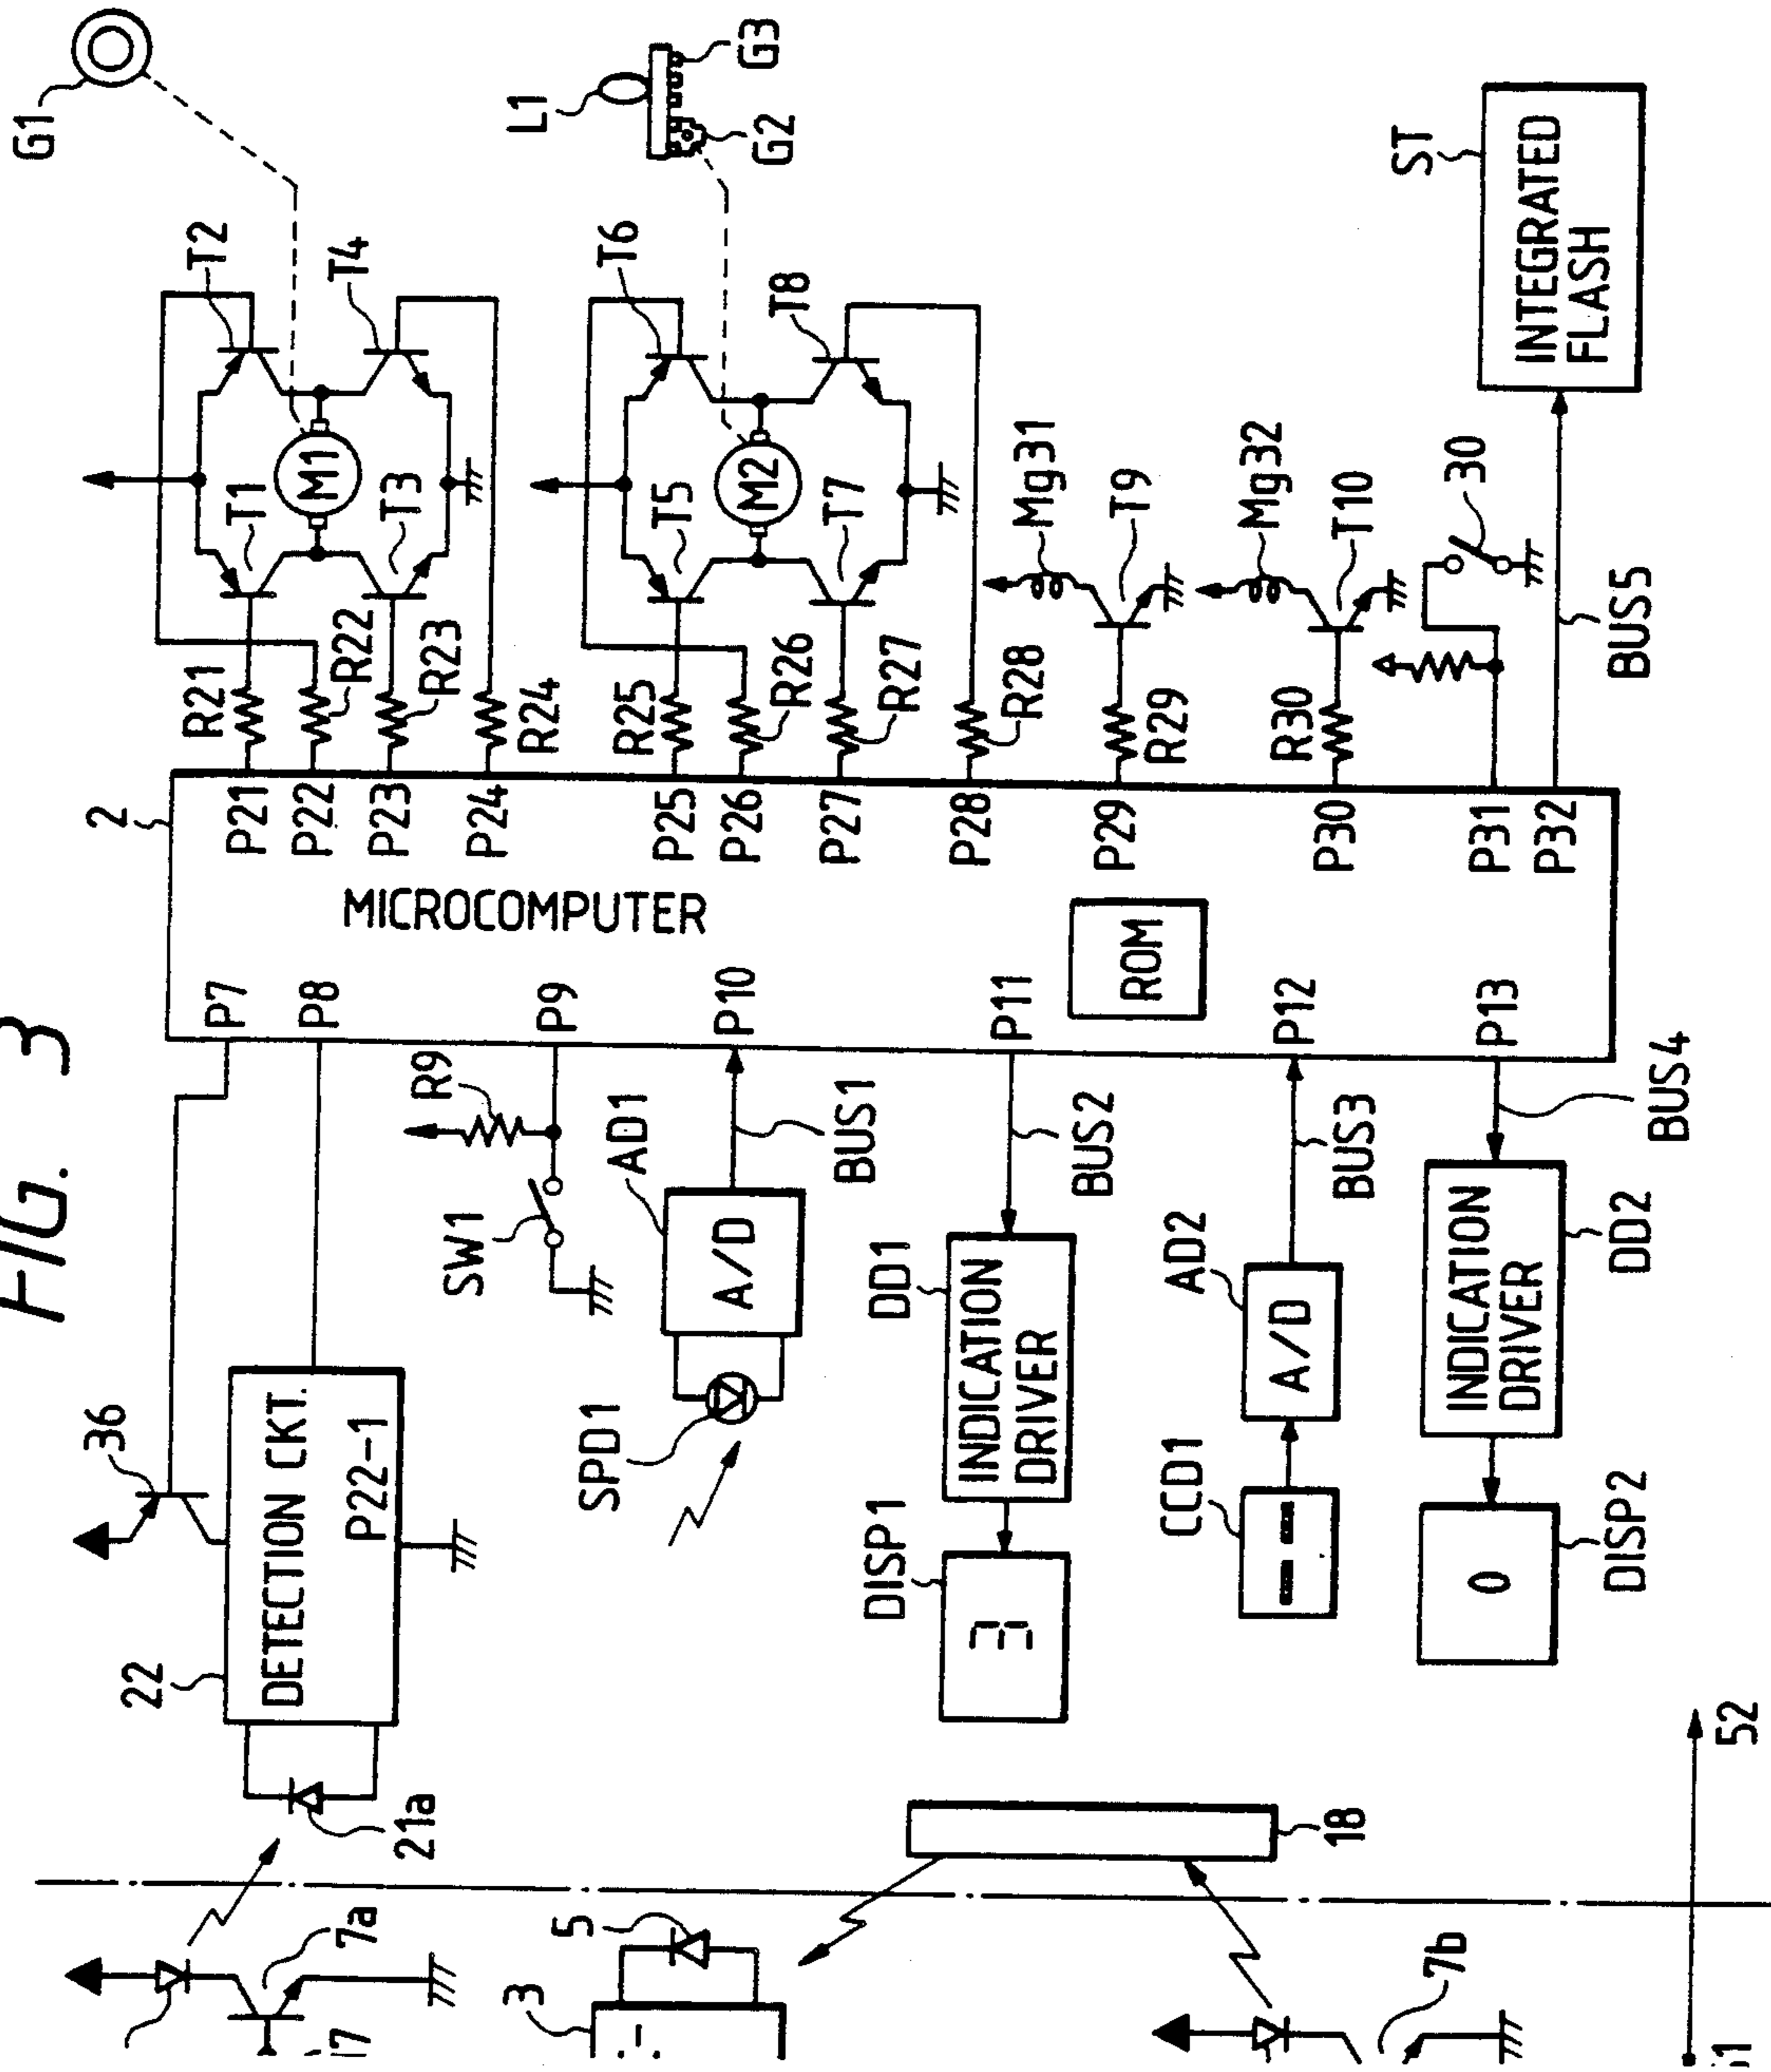 FIG. 3
G1
T2
T4
M1
T1
T3
R21
R22
R23
R24
L1
G3
G2
T6
T8
M2
T5
T7
R25
R26
R27
R28
Mg31
T9
R29
Mg32
T10
R30
30
BUS5
ST
INTEGRATED
FLASH
2
P21
P22
P23
P24
P25
P26
P27
P28
P29
P30
P31
P32
MICROCOMPUTER
ROM
P7
P8
P9
P10
P11
P12
P13
36
22
DETECTION CKT.
P22-1
21a
R9
SW1
AD1
A/D
BUS1
SPD1
BUS2
DD1
INDICATION
DRIVER
DISP1
3
BUS3
AD2
A/D
CCD1
BUS4
DD2
INDICATION
DRIVER
DISP2
0
52
18
7a
5
3
7b